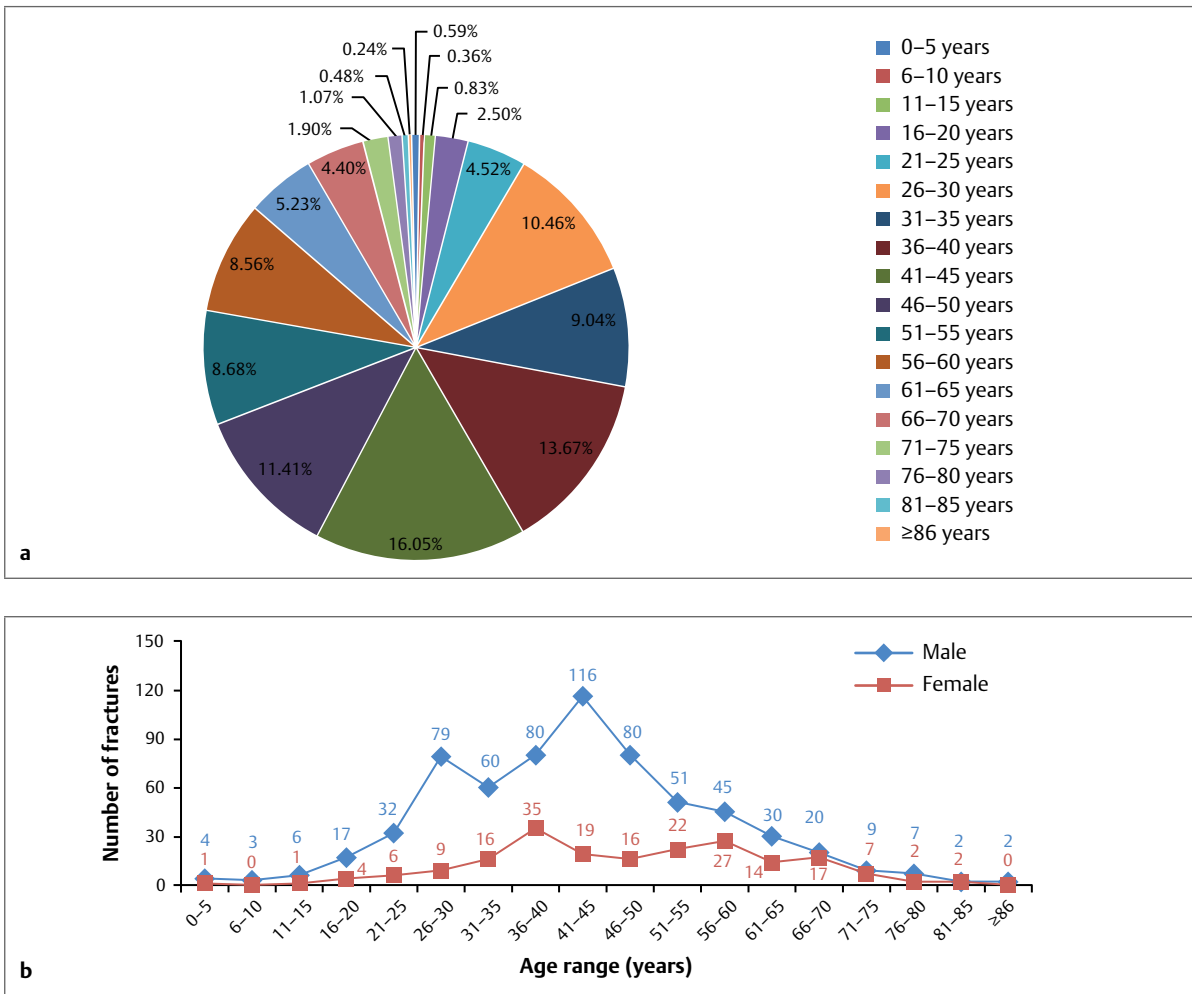 0.59%
0.24%
0.36%
0.48%
0.83%
1.07%
2.50%
1.90%
4.40%
4.52%
5.23%
10.46%
8.56%
9.04%
8.68%
13.67%
11.41%
16.05%
0–5 years
6–10 years
11–15 years
16–20 years
21–25 years
26–30 years
31–35 years
36–40 years
41–45 years
46–50 years
51–55 years
56–60 years
61–65 years
66–70 years
71–75 years
76–80 years
81–85 years
≥86 years
a
Number of fractures
150
120
90
60
30
0
Male
Female
4 3 6 17 32 79 60 80 116 80 51 45 30 20 9 7 2 2
1 0 1 4 6 9 16 35 19 16 22 27 14 17 7 2 2 0
0–5 6–10 11–15 16–20 21–25 26–30 31–35 36–40 41–45 46–50 51–55 56–60 61–65 66–70 71–75 76–80 81–85 ≥86
Age range (years)
b